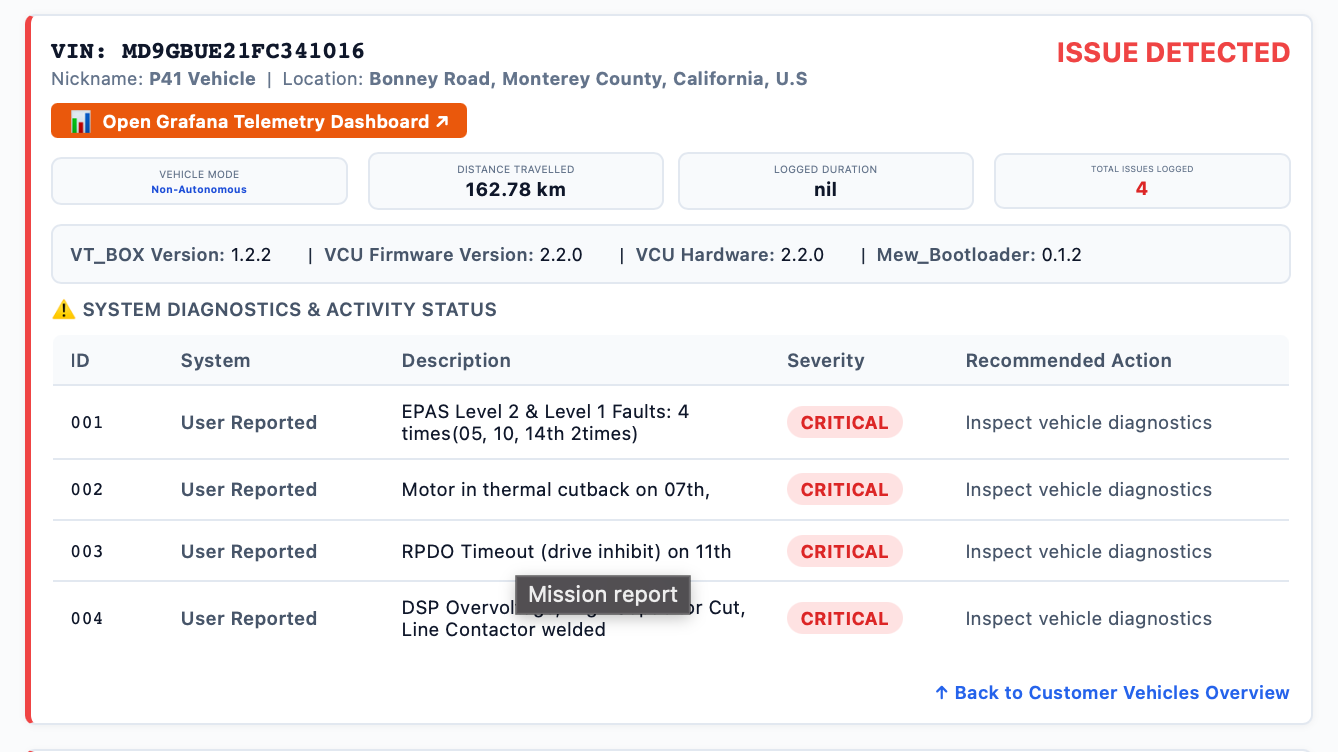 VIN: MD9GBUE21FC341016
ISSUE DETECTED
Nickname: P41 Vehicle | Location: Bonney Road, Monterey County, California, U.S
Open Grafana Telemetry Dashboard ↗
VEHICLE MODE
Non-Autonomous
DISTANCE TRAVELLED
162.78 km
LOGGED DURATION
nil
TOTAL ISSUES LOGGED
4
VT_BOX Version: 1.2.2 | VCU Firmware Version: 2.2.0 | VCU Hardware: 2.2.0 | Mew_Bootloader: 0.1.2
SYSTEM DIAGNOSTICS & ACTIVITY STATUS
ID System Description Severity Recommended Action
001 User Reported EPAS Level 2 & Level 1 Faults: 4
times(05, 10, 14th 2times) CRITICAL Inspect vehicle diagnostics
002 User Reported Motor in thermal cutback on 07th, CRITICAL Inspect vehicle diagnostics
003 User Reported RPDO Timeout (drive inhibit) on 11th CRITICAL Inspect vehicle diagnostics
Mission report
004 User Reported DSP Cut,
Line Contactor welded CRITICAL Inspect vehicle diagnostics
↑ Back to Customer Vehicles Overview